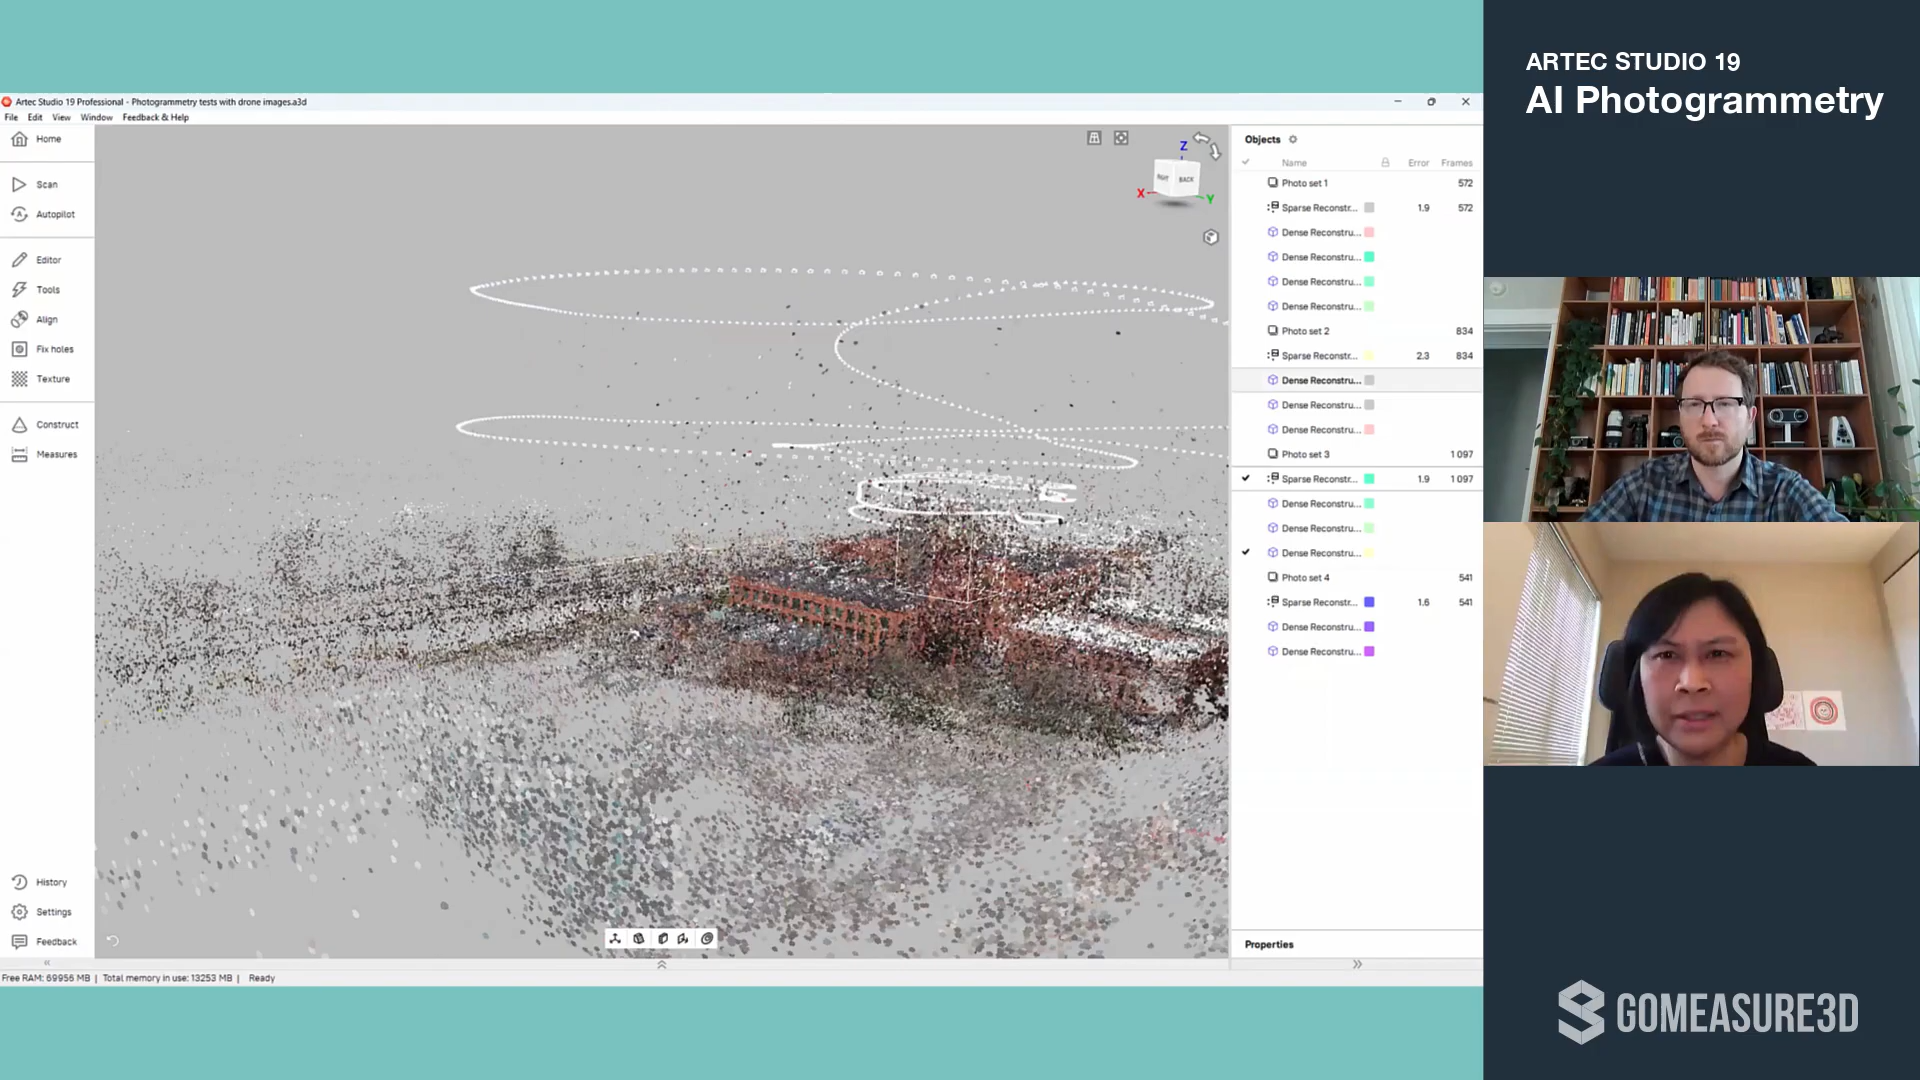 ARTEC STUDIO 19
AI Photogrammetry
Artec Studio 19 Professional - Photogrammetry tests with drone images.a3d
File Edit View Window Feedback & Help
Home
Scan
Autopilot
Editor
Tools
Align
Fix holes
Texture
Construct
Measures
History
Settings
Feedback
Z
X
Y
RIGHT BACK
Objects
Name Error Frames
Photo set 1 572
Sparse Reconstr... 1.9 572
Dense Reconstru...
Dense Reconstru...
Dense Reconstru...
Dense Reconstru...
Photo set 2 834
Sparse Reconstr... 2.3 834
Dense Reconstru...
Dense Reconstru...
Dense Reconstru...
Photo set 3 1 097
Sparse Reconstr... 1.9 1 097
Dense Reconstru...
Dense Reconstru...
Dense Reconstru...
Photo set 4 541
Sparse Reconstr... 1.6 541
Dense Reconstru...
Dense Reconstru...
Properties
Free RAM: 69956 MB | Total memory in use: 13253 MB | Ready
GOMEASURE3D